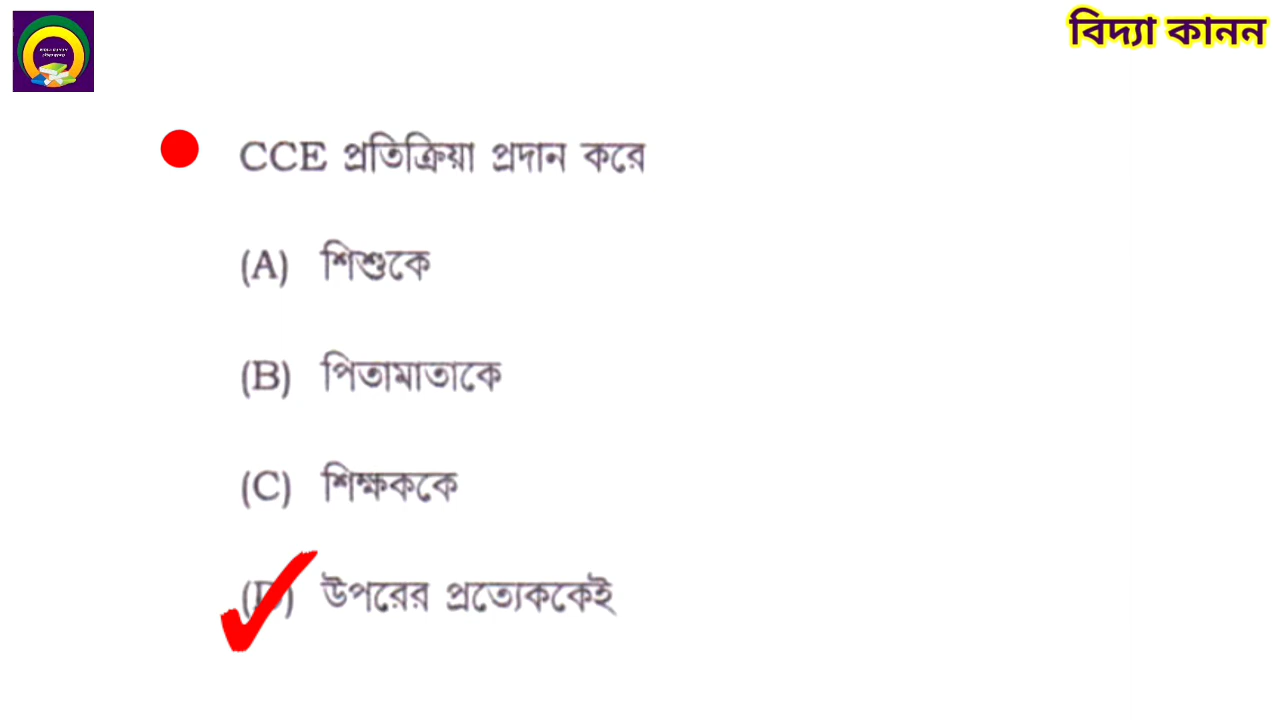 বিদ্যা কানন
CCE প্রতিক্রিয়া প্রদান করে
(A) শিশুকে
(B) পিতামাতাকে
(C) শিক্ষককে
(D) উপরের প্রত্যেককেই